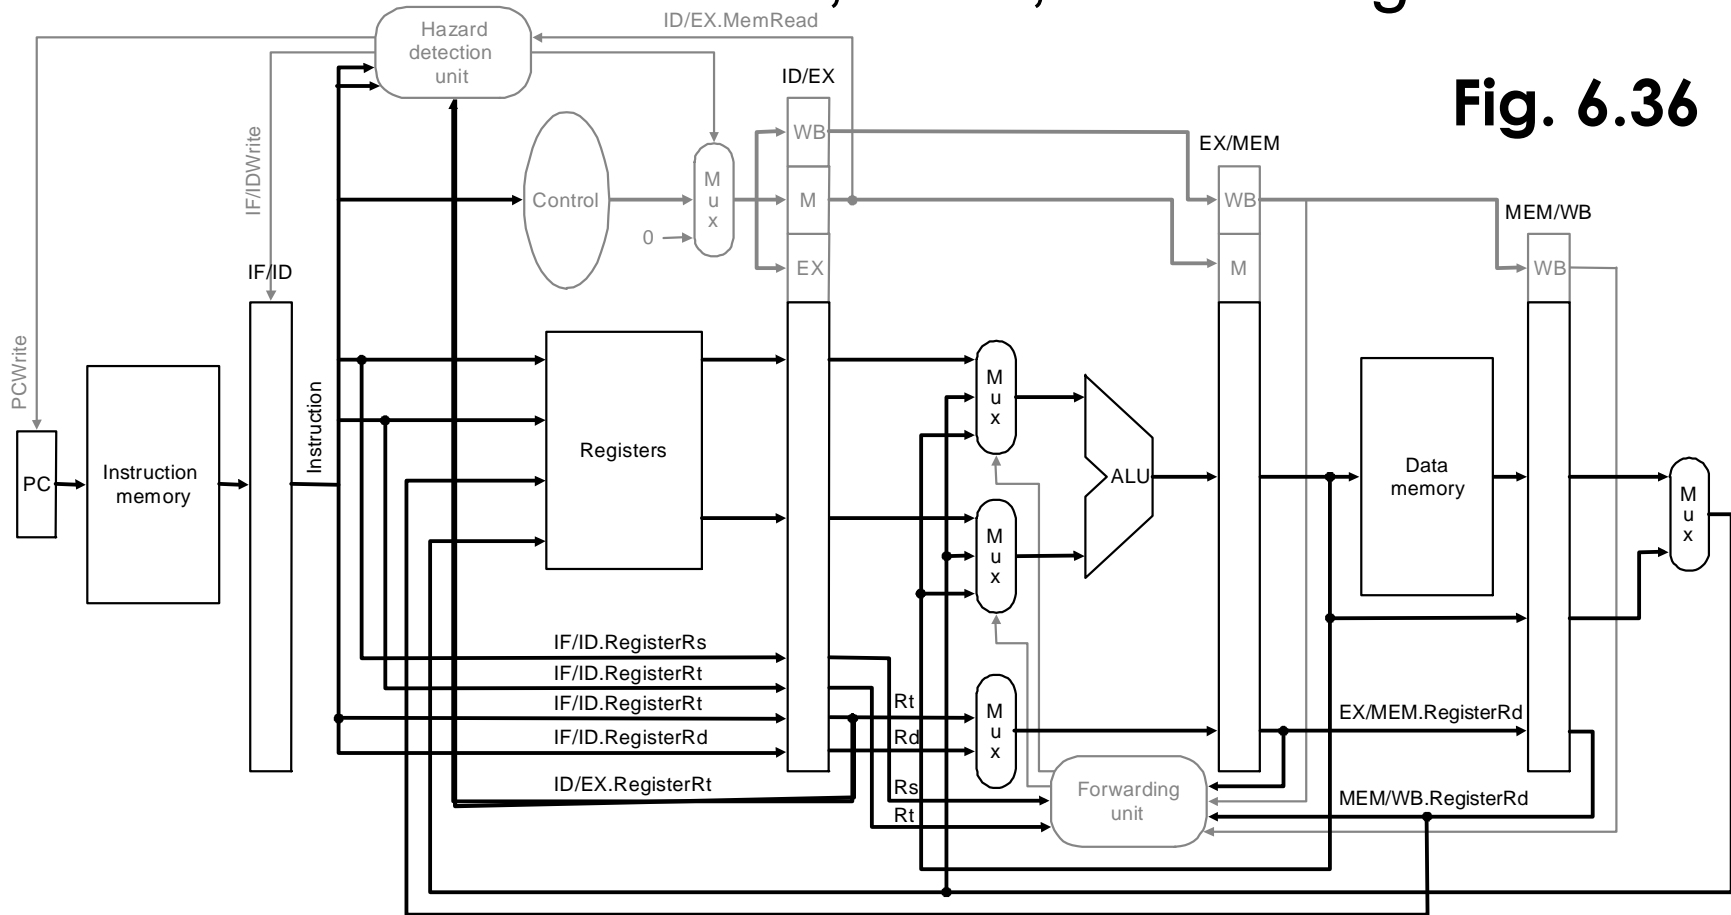 Fig. 6.36
Hazard
detection
unit
ID/EX.MemRead
ID/EX
WB
M
EX
EX/MEM
WB
M
MEM/WB
WB
IF/IDWrite
PCWrite
Control
M
u
x
0
IF/ID
Instruction
PC
Instruction
memory
Registers
M
u
x
M
u
x
ALU
Data
memory
M
u
x
IF/ID.RegisterRs
IF/ID.RegisterRt
IF/ID.RegisterRt
IF/ID.RegisterRd
ID/EX.RegisterRt
Rt
Rd
Rs
Rt
M
u
x
Forwarding
unit
EX/MEM.RegisterRd
MEM/WB.RegisterRd